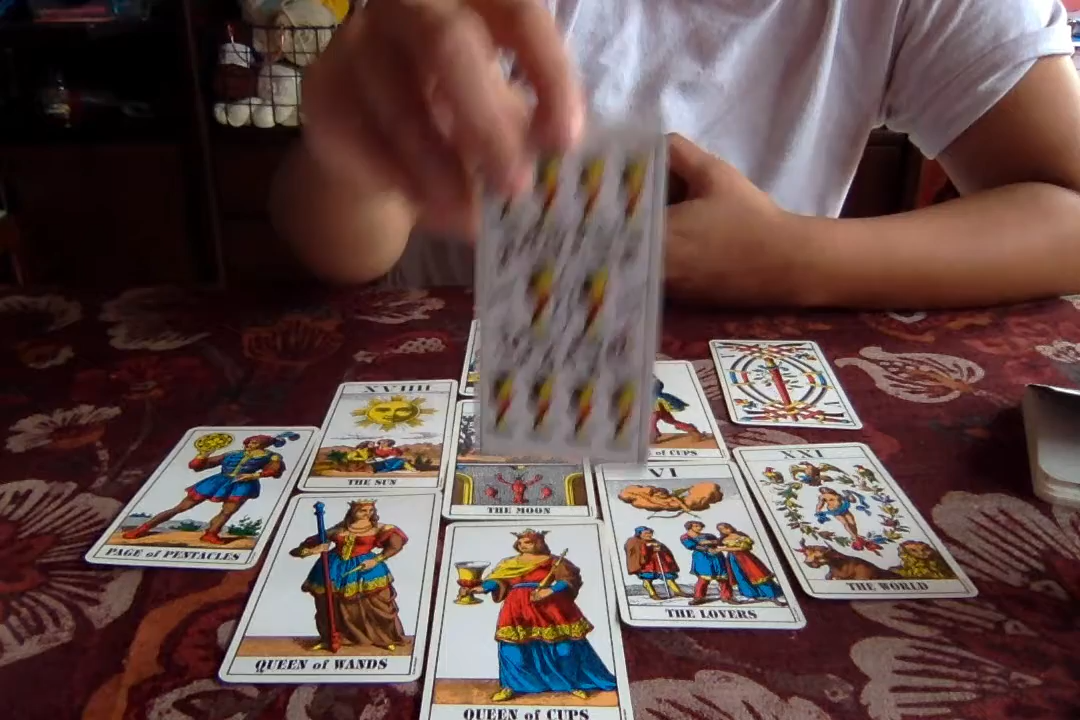 XVIIII
THE SUN
of CUPS
THE MOON
VI
XXI
PAGE of PENTACLES
THE LOVERS
THE WORLD
QUEEN of WANDS
QUEEN of CUPS